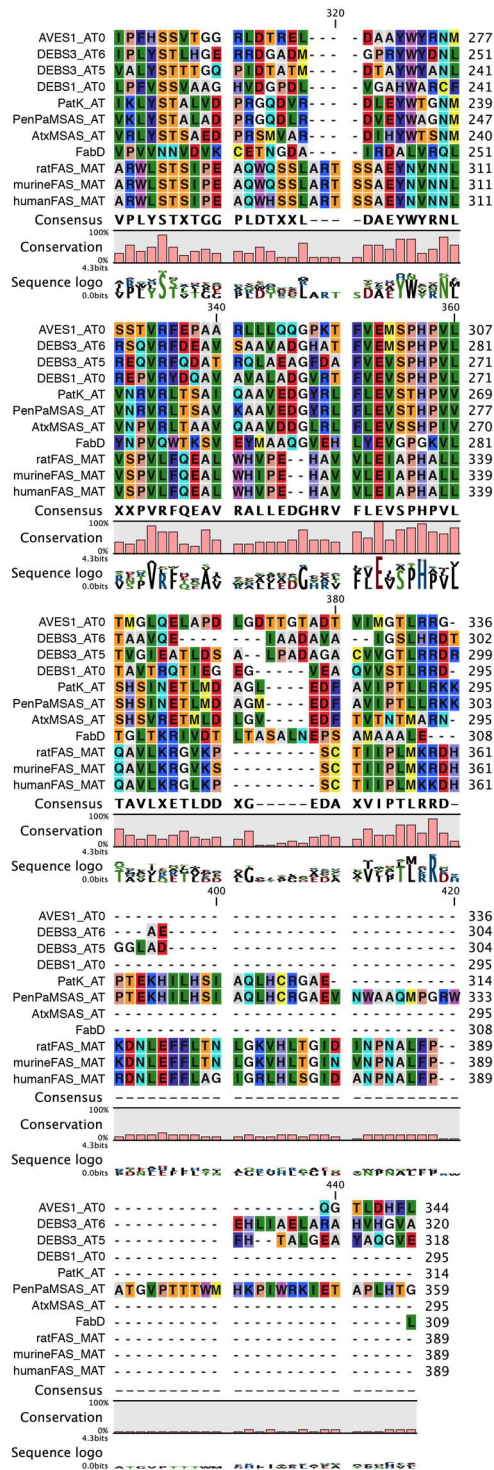 320
AVES1_AT0 IPFHSSVTGG RLDTREL--- - DAAYWYRNM 277
DEBS3_AT6 IPLYSTLHGE RRDGADM--- - GPRYWYDNL 251
DEBS3_AT5 VALYSTTTGQ PIDTATM--- - DTAYWYANL 241
DEBS1_AT0 LPFVSSVAAG HVDGPDL--- - VGAHWARCF 241
PatK_AT IKLYSTALVD PRGQDVR--- - DLEYWTGNM 239
PenPaMSAS_AT VRLYSTALAD PRGQDLR--- - DVEYWAGNM 247
AtxMSAS_AT VRLYSTSAED PRSMVAR--- - DIHYWTSNM 240
FabD VPVVNNVDVK CETNGDA--- - IRDALVRQL 251
ratFAS_MAT ARWLSTSIPE AQWQSSLART SSAEYNVNNL 311
murineFAS_MAT ARWLSTSIPE AQWQSSLART SSAEYNVNNL 311
humanFAS_MAT ARWLSTSIPE AQWHSSLART SSAEYNVNNL 311
Consensus VPLYSTXTGG PLDTXXL--- - DAEYWYRNL
100%
Conservation
0%
4.3bits
Sequence logo
0.0bits
340 360
AVES1_AT0 SSTVRFEPAA RLLLQQGPKT FVEMSPHPVL 307
DEBS3_AT6 RSQVRFDEAV SAAVADGHAT FVEMSPHPVL 281
DEBS3_AT5 REQVRFQDAT RQLAEAGFDA FVEVSPHPVL 271
DEBS1_AT0 REPVRYDQAV AVALADGVRT FVEVSPHPVL 271
PatK_AT VNRVRLTSAI QAAVEDGYRL FLEVSTHPVV 269
PenPaMSAS_AT VNRVRLTSAV KAAVEDGYRL FLEVSTHPVV 277
AtxMSAS_AT VNPVRLTAAV QAAVDDGLRL FLEVSPHPIV 270
FabD YNPVQWTKSV EYMAAQGVEH LYEVGPGKVL 281
ratFAS_MAT VSPVLFQEAL WHVPE--HAV VLEIAPHALL 339
murineFAS_MAT VSPVLFQEAL WHIPE--HAV VLEIAPHALL 339
humanFAS_MAT VSPVLFQEAL WHVPE--HAV VLEIAPHALL 339
Consensus XXPVRFQEAV RALLEDGHRV FLEVSPHPVL
100%
Conservation
0%
4.3bits
Sequence logo
0.0bits
380
AVES1_AT0 TMGLQELAPD LGDTTGTADT VIMGTLRRG- 336
DEBS3_AT6 TAAVQE---- --IAADAVA- -IGSLHRDT 302
DEBS3_AT5 TVGIEATLDS A-LPADAGA CVVGTLRRDR 299
DEBS1_AT0 TAVTRQTIEG EG-----VEA QVVSTLRRD- 295
PatK_AT SHSINETLMD AGL----EDF AVIPTLLRKK 295
PenPaMSAS_AT SHSINETLMD AGM----EDF AVIPTLLRKK 303
AtxMSAS_AT SHSVRETMLD LGV----EDF TVTNTMARN- 295
FabD TGLTKRIVDT LTASALNEPS AMAAALE--- 308
ratFAS_MAT QAVLKRGVKP --------SC TIIPLMKRDH 361
murineFAS_MAT QAVLKRGVKS --------SC TIIPLMKKDH 361
humanFAS_MAT QAVLKRGLKP --------SC TIIPLMKKDH 361
Consensus TAVLXETLDD XG-----EDA XVIPTLRRD-
100%
Conservation
0%
4.3bits
Sequence logo
0.0bits
400 420
AVES1_AT0 ---------- ---------- ---------- 336
DEBS3_AT6 ---AE----- ---------- ---------- 304
DEBS3_AT5 GGLAD----- ---------- ---------- 304
DEBS1_AT0 ---------- ---------- ---------- 295
PatK_AT PTEKHILHSI AQLHCRGAE- ---------- 314
PenPaMSAS_AT PTEKHILHSI AQLHCRGAEV NWAAQMPGRW 333
AtxMSAS_AT ---------- ---------- ---------- 295
FabD ---------- ---------- ---------- 308
ratFAS_MAT KDNLEFFLTN LGKVHLTGID INPNALFP-- 389
murineFAS_MAT KDNLEFFLTN LGKVHLTGIN VNPNALFP-- 389
humanFAS_MAT RDNLEFFLAG IGRLHLSGID ANPNALFP-- 389
Consensus ---------- ---------- ----------
100%
Conservation
0%
4.3bits
Sequence logo
0.0bits
440
AVES1_AT0 ---------- --------QG TLDHFL 344
DEBS3_AT6 ---------- EHLIAELARA HVHGVA 320
DEBS3_AT5 ---------- FH--TALGEA YAQGVE 318
DEBS1_AT0 ---------- ---------- ------ 295
PatK_AT ---------- ---------- ------ 314
PenPaMSAS_AT ATGVPTTTWM HKPIWRKIET APLHTG 359
AtxMSAS_AT ---------- ---------- ------ 295
FabD ---------- ---------- -----L 309
ratFAS_MAT ---------- ---------- ------ 389
murineFAS_MAT ---------- ---------- ------ 389
humanFAS_MAT ---------- ---------- ------ 389
Consensus ---------- ---------- ------
100%
Conservation
0%
4.3bits
Sequence logo
0.0bits